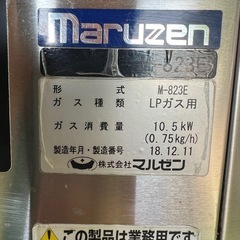 maruzen
M-823E
形式 M-823E
ガス種類 LPガス用
ガス消費量 10.5kW
(0.75kg/h)
製造年月・製造番号 18.12.11
株式会社マルゼン
この製品は業務用です